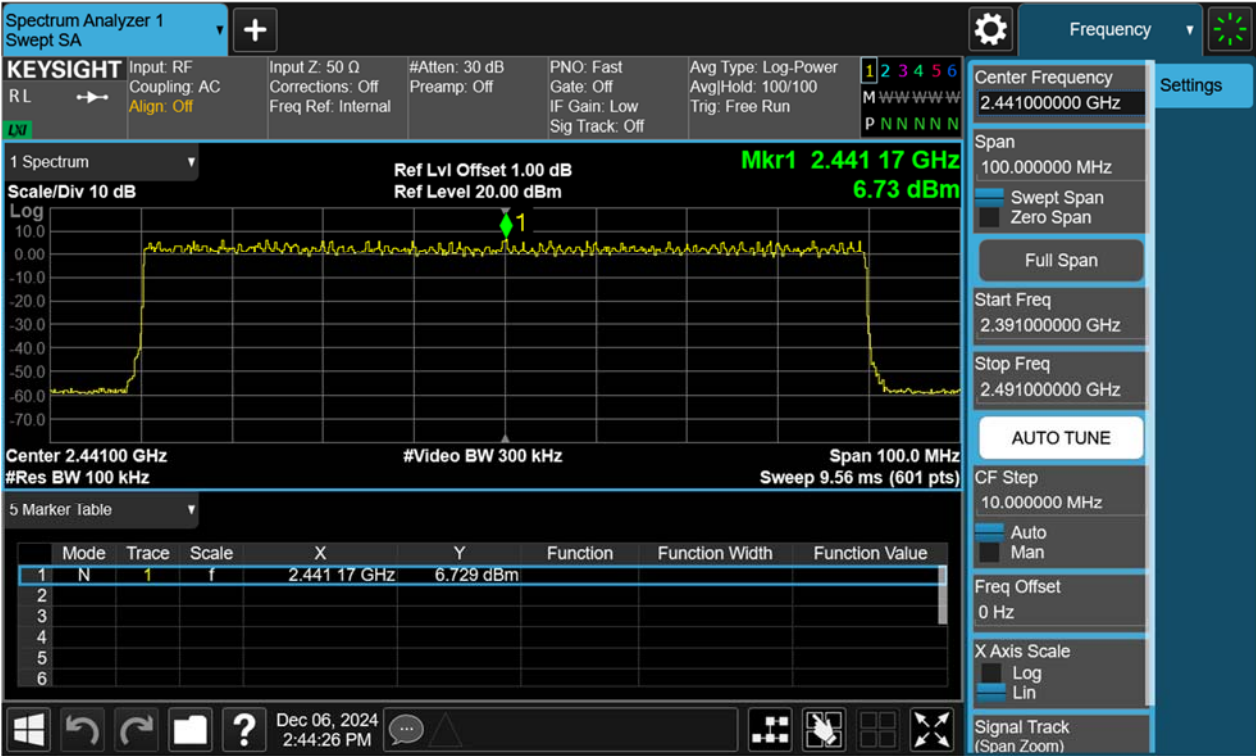 Spectrum Analyzer 1
Swept SA
Frequency
KEYSIGHT
R L
LXI
Input: RF
Coupling: AC
Align: Off
Input Z: 50 Ω
Corrections: Off
Freq Ref: Internal
#Atten: 30 dB
Preamp: Off
PNO: Fast
Gate: Off
IF Gain: Low
Sig Track: Off
Avg Type: Log-Power
Avg|Hold: 100/100
Trig: Free Run
1 2 3 4 5 6
M W W W W W
P N N N N N
1 Spectrum
Scale/Div 10 dB
Ref Lvl Offset 1.00 dB
Ref Level 20.00 dBm
Mkr1 2.441 17 GHz
6.73 dBm
Log
1
10.0
0.00
-10.0
-20.0
-30.0
-40.0
-50.0
-60.0
-70.0
Center 2.44100 GHz
#Video BW 300 kHz
Span 100.0 MHz
#Res BW 100 kHz
Sweep 9.56 ms (601 pts)
5 Marker Table
Mode Trace Scale X Y Function Function Width Function Value
1 N 1 f 2.441 17 GHz 6.729 dBm
2
3
4
5
6
Dec 06, 2024
2:44:26 PM
?
Center Frequency
2.441000000 GHz
Span
100.000000 MHz
Swept Span
Zero Span
Full Span
Start Freq
2.391000000 GHz
Stop Freq
2.491000000 GHz
AUTO TUNE
CF Step
10.000000 MHz
Auto
Man
Freq Offset
0 Hz
X Axis Scale
Log
Lin
Signal Track
(Span Zoom)
Settings